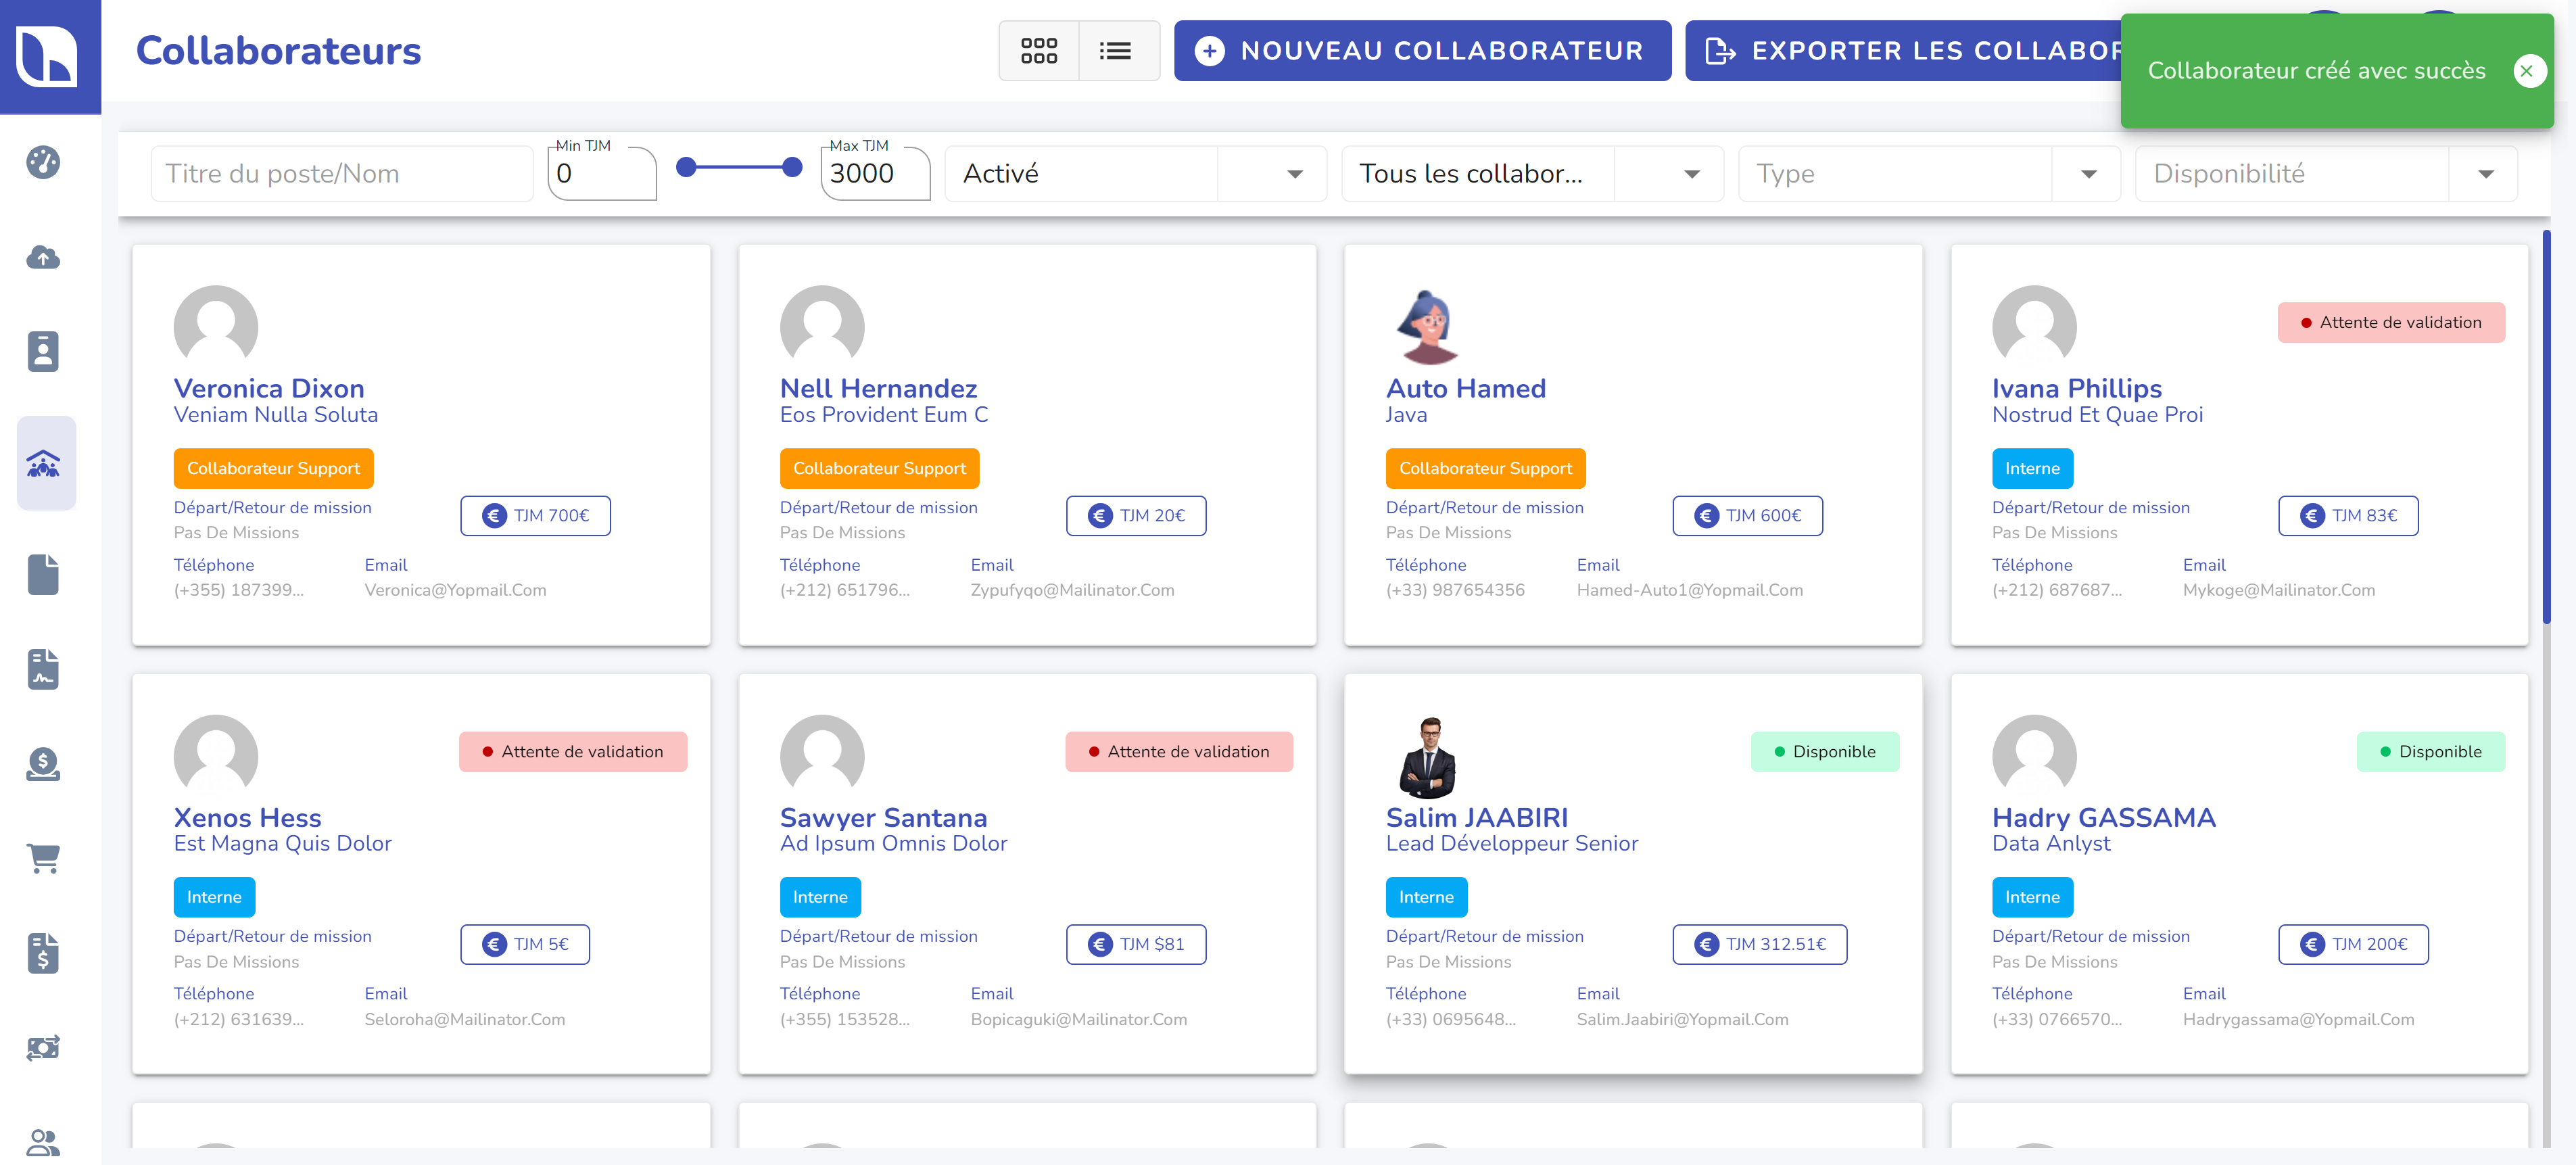 Collaborateurs
NOUVEAU COLLABORATEUR
EXPORTER LES COLLABOR
Collaborateur créé avec succès
Titre du poste/Nom
Min TJM
0
Max TJM
3000
Activé
Tous les collabor...
Type
Disponibilité
Veronica Dixon
Veniam Nulla Soluta
Collaborateur Support
Départ/Retour de mission
Pas De Missions
€ TJM 700€
Téléphone
(+355) 187399...
Email
Veronica@Yopmail.Com
Nell Hernandez
Eos Provident Eum C
Collaborateur Support
Départ/Retour de mission
Pas De Missions
€ TJM 20€
Téléphone
(+212) 651796...
Email
Zypufyqo@Mailinator.Com
Auto Hamed
Java
Collaborateur Support
Départ/Retour de mission
Pas De Missions
€ TJM 600€
Téléphone
(+33) 987654356
Email
Hamed-Auto1@Yopmail.Com
Attente de validation
Ivana Phillips
Nostrud Et Quae Proi
Interne
Départ/Retour de mission
Pas De Missions
€ TJM 83€
Téléphone
(+212) 687687...
Email
Mykoge@Mailinator.Com
Attente de validation
Xenos Hess
Est Magna Quis Dolor
Interne
Départ/Retour de mission
Pas De Missions
€ TJM 5€
Téléphone
(+212) 631639...
Email
Seloroha@Mailinator.Com
Attente de validation
Sawyer Santana
Ad Ipsum Omnis Dolor
Interne
Départ/Retour de mission
Pas De Missions
€ TJM $81
Téléphone
(+355) 153528...
Email
Bopicaguki@Mailinator.Com
Disponible
Salim JAABIRI
Lead Développeur Senior
Interne
Départ/Retour de mission
Pas De Missions
€ TJM 312.51€
Téléphone
(+33) 0695648...
Email
Salim.Jaabiri@Yopmail.Com
Disponible
Hadry GASSAMA
Data Anlyst
Interne
Départ/Retour de mission
Pas De Missions
€ TJM 200€
Téléphone
(+33) 0766570...
Email
Hadrygassama@Yopmail.Com